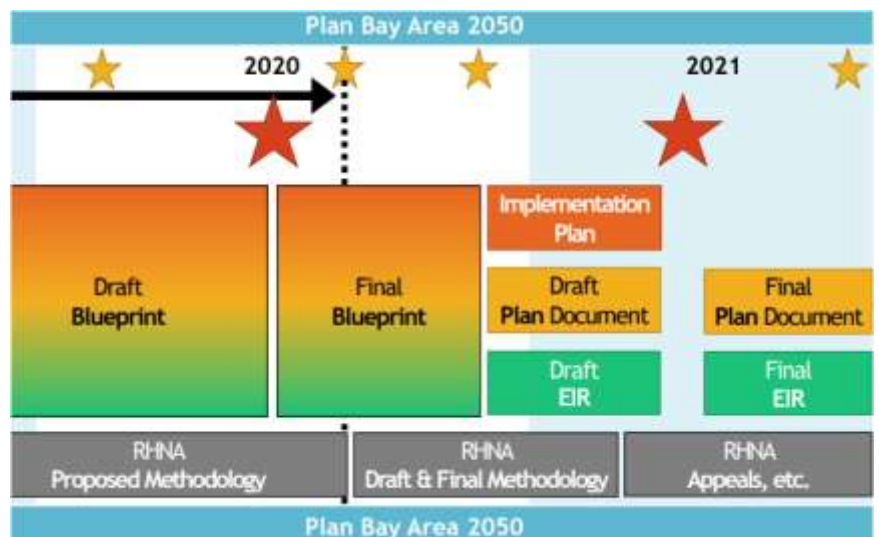 Plan Bay Area 2050
2020
2021
Implementation
Plan
Draft
Blueprint
Final
Blueprint
Draft
Plan Document
Final
Plan Document
Draft
EIR
Final
EIR
RHNA
Proposed Methodology
RHNA
Draft & Final Methodology
RHNA
Appeals, etc.
Plan Bay Area 2050